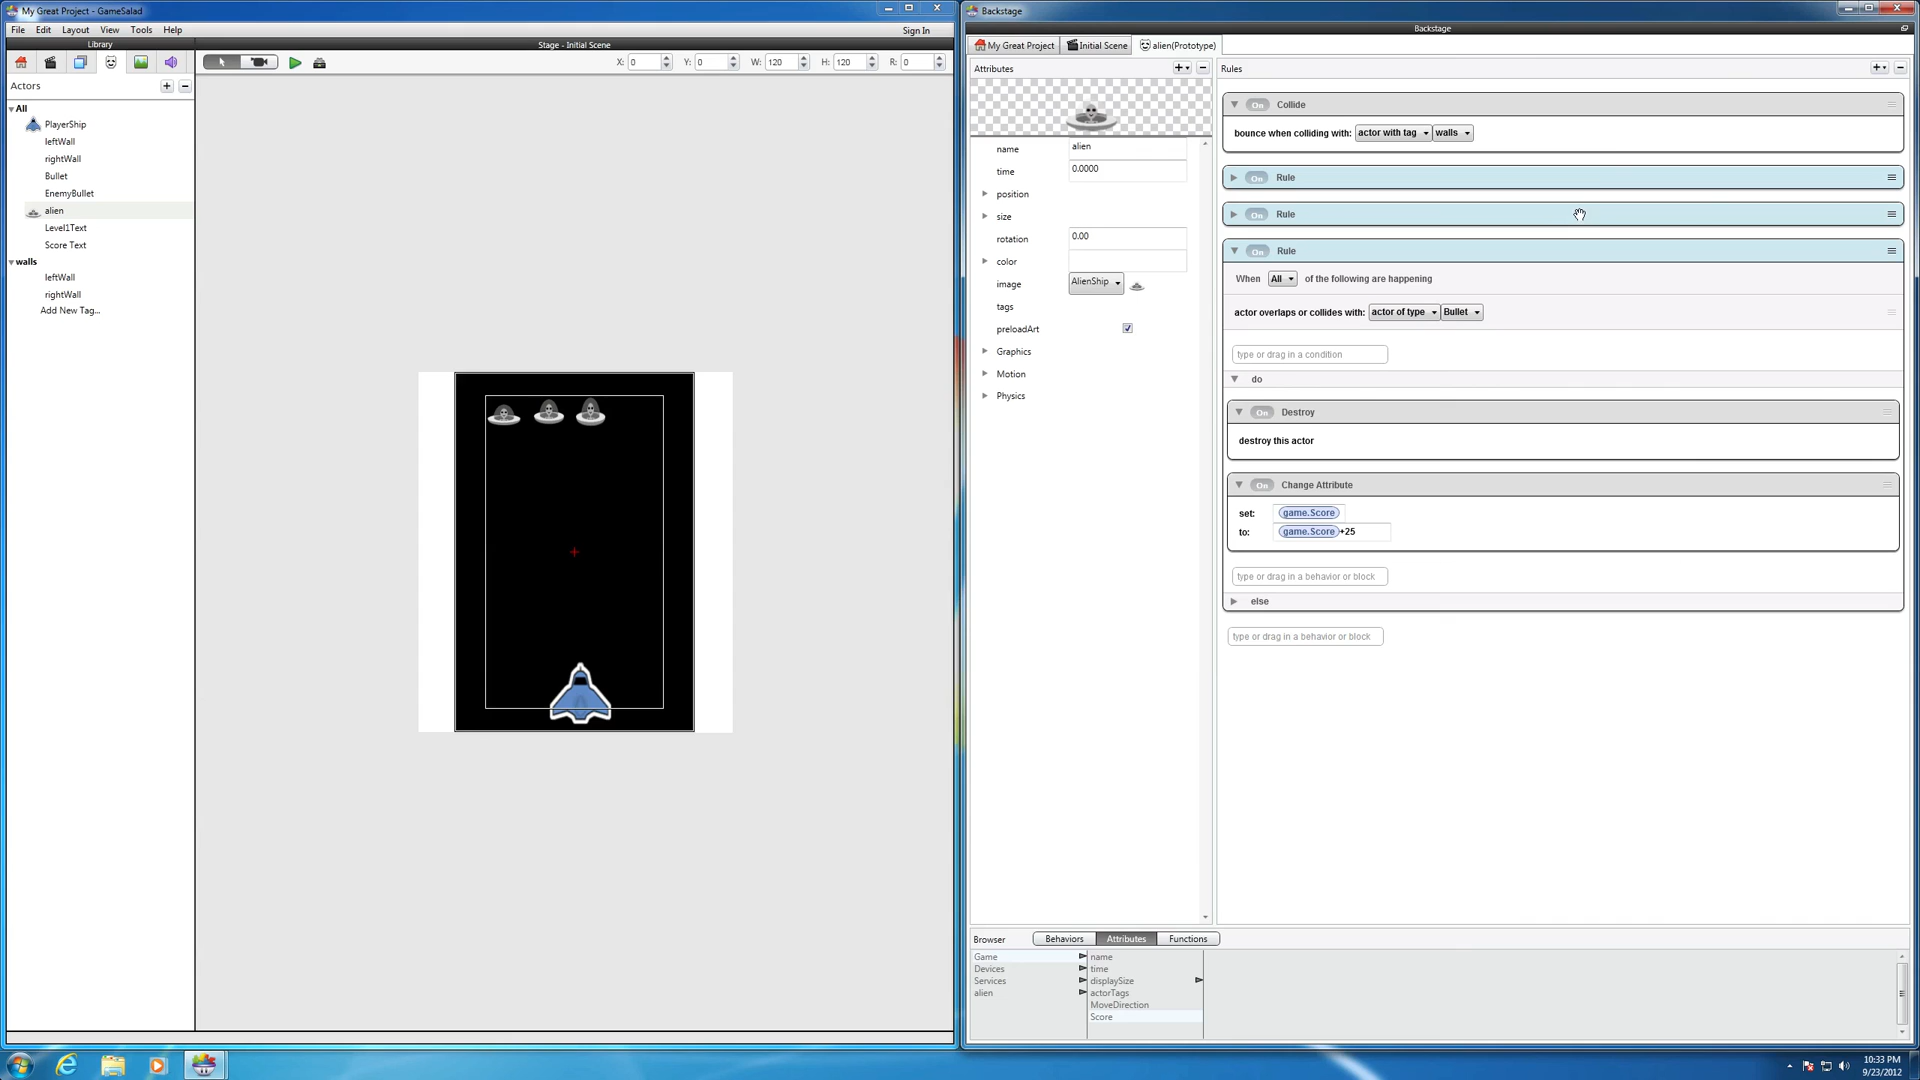 My Great Project - GameSalad
File Edit Layout View Tools Help
Sign In
Library
Stage - Initial Scene
X: 0 Y: 0 W: 120 H: 120 R: 0
Actors
All
PlayerShip
leftWall
rightWall
Bullet
EnemyBullet
alien
Level1Text
Score Text
walls
leftWall
rightWall
Add New Tag...
Backstage
Backstage
My Great Project Initial Scene alien(Prototype)
Attributes
name alien
time 0.0000
position
size
rotation 0.00
color
image AlienShip
tags
preloadArt
Graphics
Motion
Physics
Rules
On Collide
bounce when colliding with: actor with tag walls
On Rule
On Rule
On Rule
When All of the following are happening
actor overlaps or collides with: actor of type Bullet
type or drag in a condition
do
On Destroy
destroy this actor
On Change Attribute
set: game.Score
to: game.Score +25
type or drag in a behavior or block
else
type or drag in a behavior or block
Browser Behaviors Attributes Functions
Game
Devices
Services
alien
name
time
displaySize
actorTags
MoveDirection
Score
10:33 PM
9/23/2012